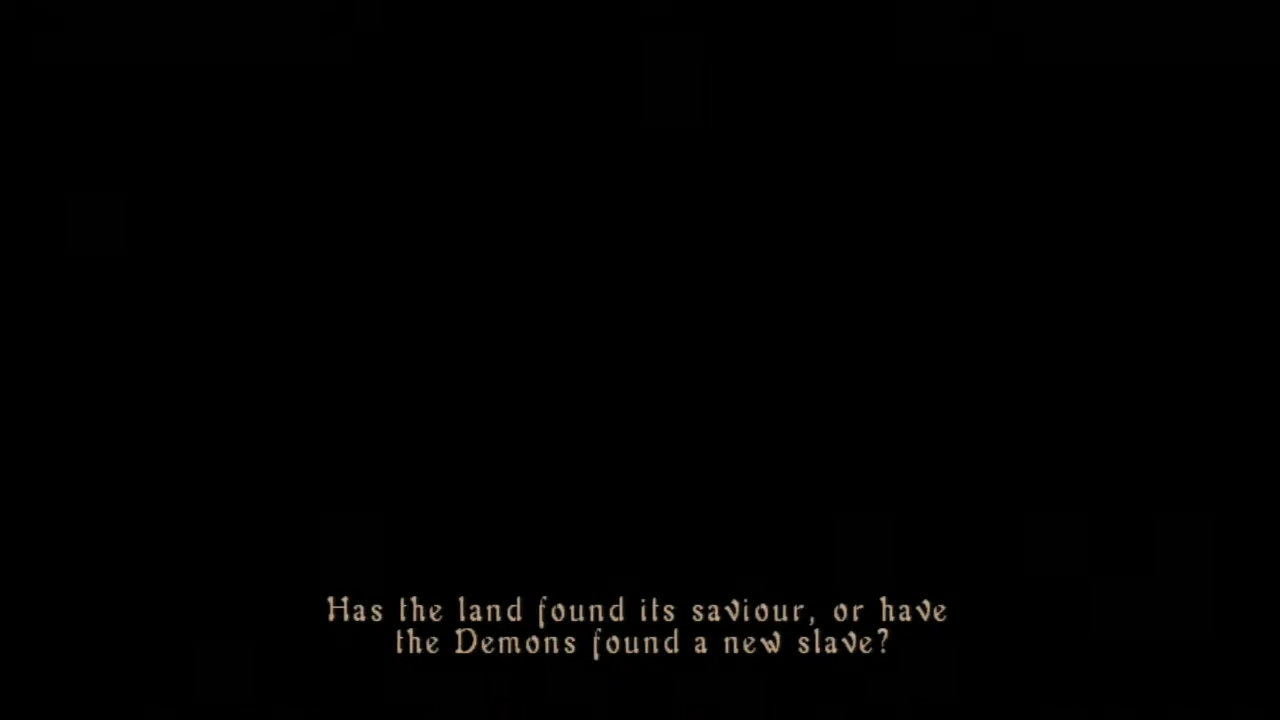 Has the land found its saviour, or have
the Demons found a new slave?